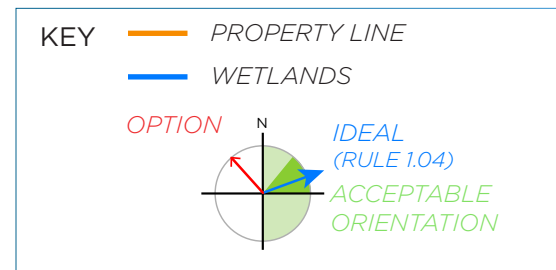 KEY
PROPERTY LINE
WETLANDS
OPTION
N
IDEAL
(RULE 1.04)
ACCEPTABLE
ORIENTATION